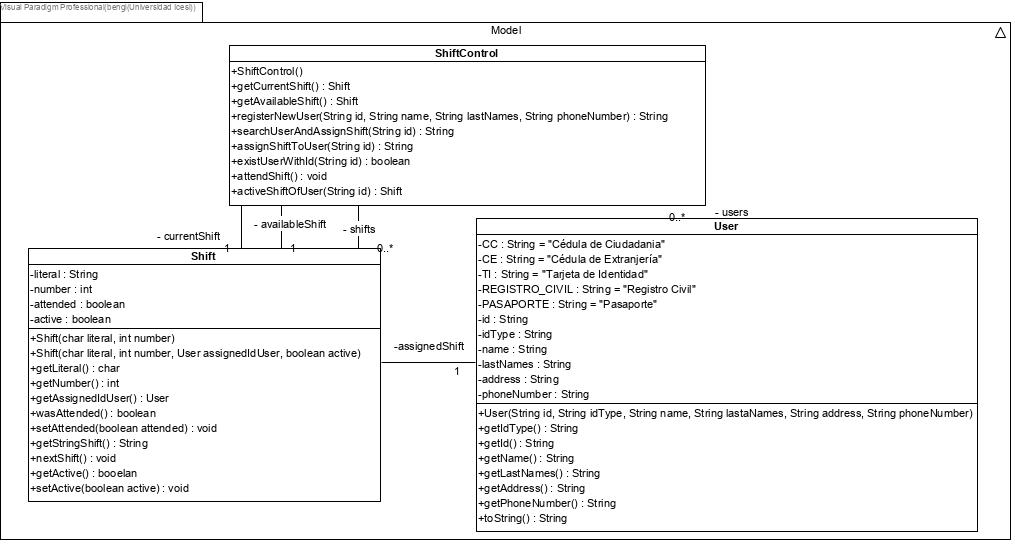 Visual Paradigm Professional(bengi(Universidad Icesi))
Model
ShiftControl
+ShiftControl()
+getCurrentShift() : Shift
+getAvailableShift() : Shift
+registerNewUser(String id, String name, String lastNames, String phoneNumber) : String
+searchUserAndAssignShift(String id) : String
+assignShiftToUser(String id) : String
+existUserWithId(String id) : boolean
+attendShift() : void
+activeShiftOfUser(String id) : Shift
- currentShift
1
- availableShift
1
- shifts
0..*
- users
0..*
Shift
-literal : String
-number : int
-attended : boolean
-active : boolean
+Shift(char literal, int number)
+Shift(char literal, int number, User assignedIdUser, boolean active)
+getLiteral() : char
+getNumber() : int
+getAssignedIdUser() : User
+wasAttended() : boolean
+setAttended(boolean attended) : void
+getStringShift() : String
+nextShift() : void
+getActive() : booelan
+setActive(boolean active) : void
-assignedShift
1
User
-CC : String = "Cédula de Ciudadania"
-CE : String = "Cédula de Extranjería"
-TI : String = "Tarjeta de Identidad"
-REGISTRO_CIVIL : String = "Registro Civil"
-PASAPORTE : String = "Pasaporte"
-id : String
-idType : String
-name : String
-lastNames : String
-address : String
-phoneNumber : String
+User(String id, String idType, String name, String lastaNames, String address, String phoneNumber)
+getIdType() : String
+getId() : String
+getName() : String
+getLastNames() : String
+getAddress() : String
+getPhoneNumber() : String
+toString() : String